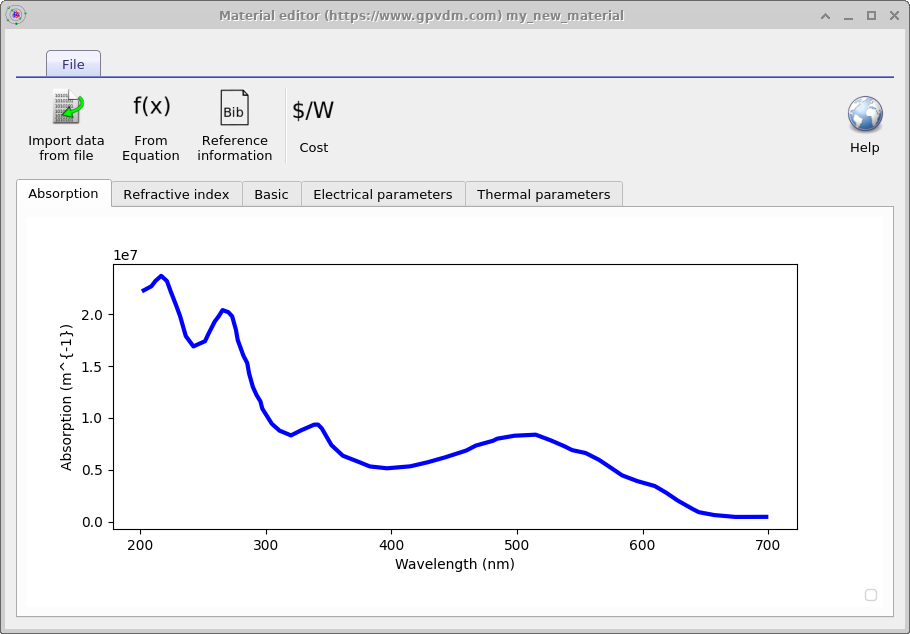 Material editor (https://www.gpvdm.com) my_new_material
File
Import data
from file
f(x)
From
Equation
Bib
Reference
information
$/W
Cost
Help
Absorption
Refractive index
Basic
Electrical parameters
Thermal parameters
1e7
2.0
1.5
1.0
0.5
0.0
Absorption (m^{-1})
200 300 400 500 600 700
Wavelength (nm)